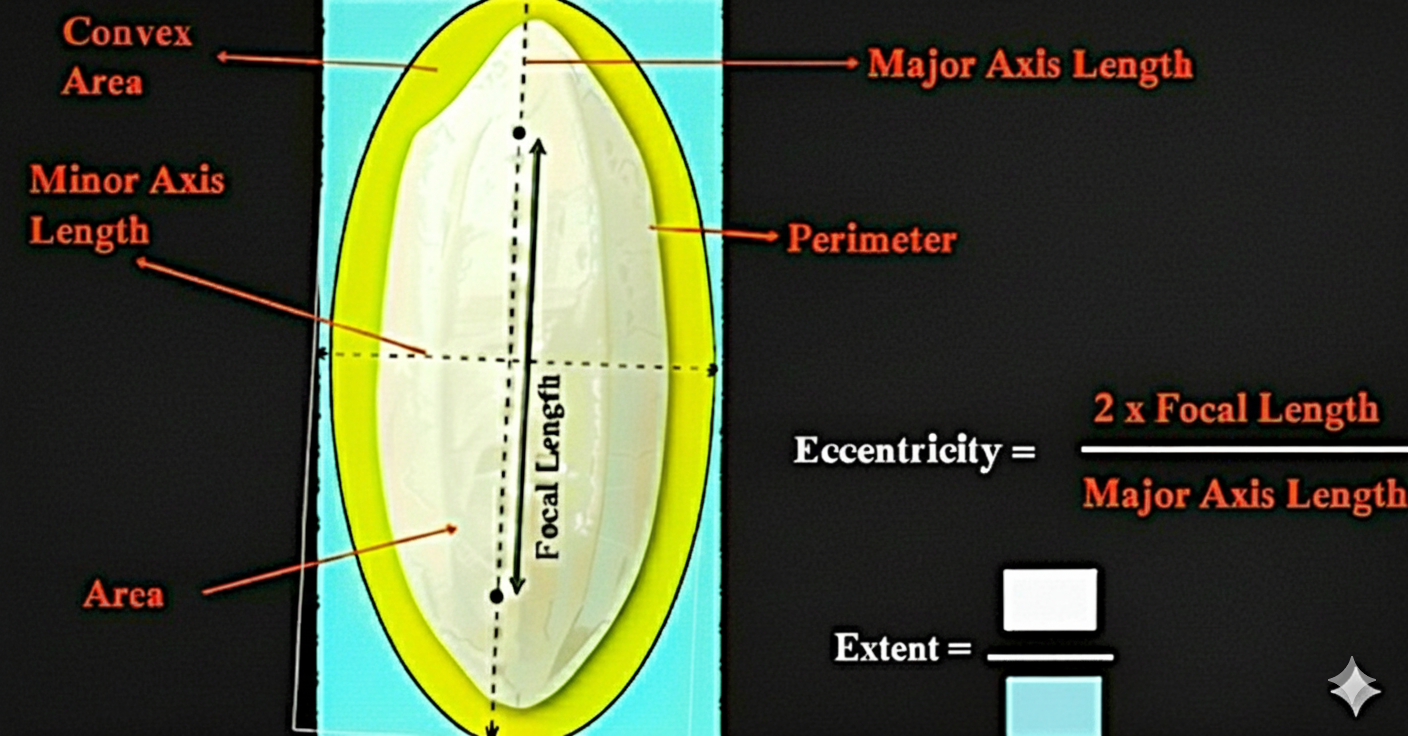 Convex
Area
Major Axis Length
Minor Axis
Length
Perimeter
Focal Length
2 x Focal Length
Eccentricity =
Major Axis Length
Area
Extent =